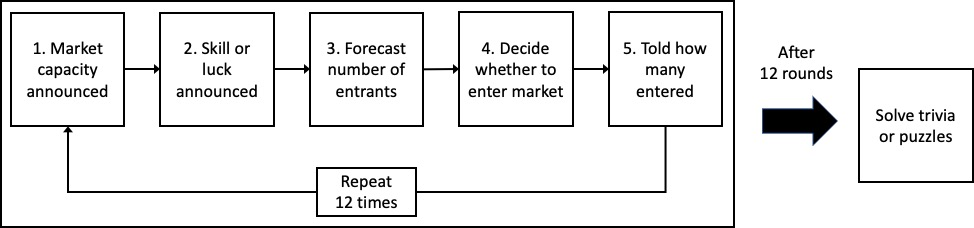 1. Market
capacity
announced
2. Skill or
luck
announced
3. Forecast
number of
entrants
4. Decide
whether to
enter market
5. Told how
many
entered
Repeat
12 times
After
12 rounds
Solve trivia
or puzzles